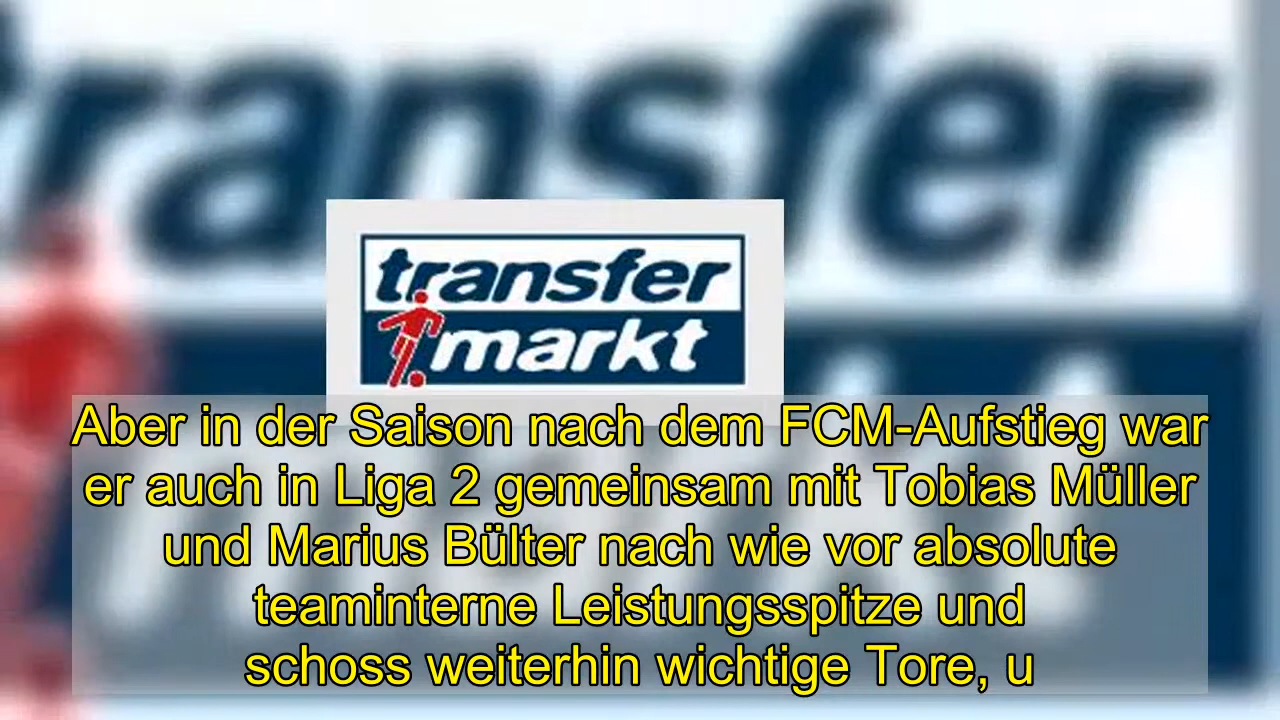 transfer
transfer
markt
Aber in der Saison nach dem FCM-Aufstieg war
er auch in Liga 2 gemeinsam mit Tobias Müller
und Marius Bülter nach wie vor absolute
teaminterne Leistungsspitze und
schoss weiterhin wichtige Tore, u